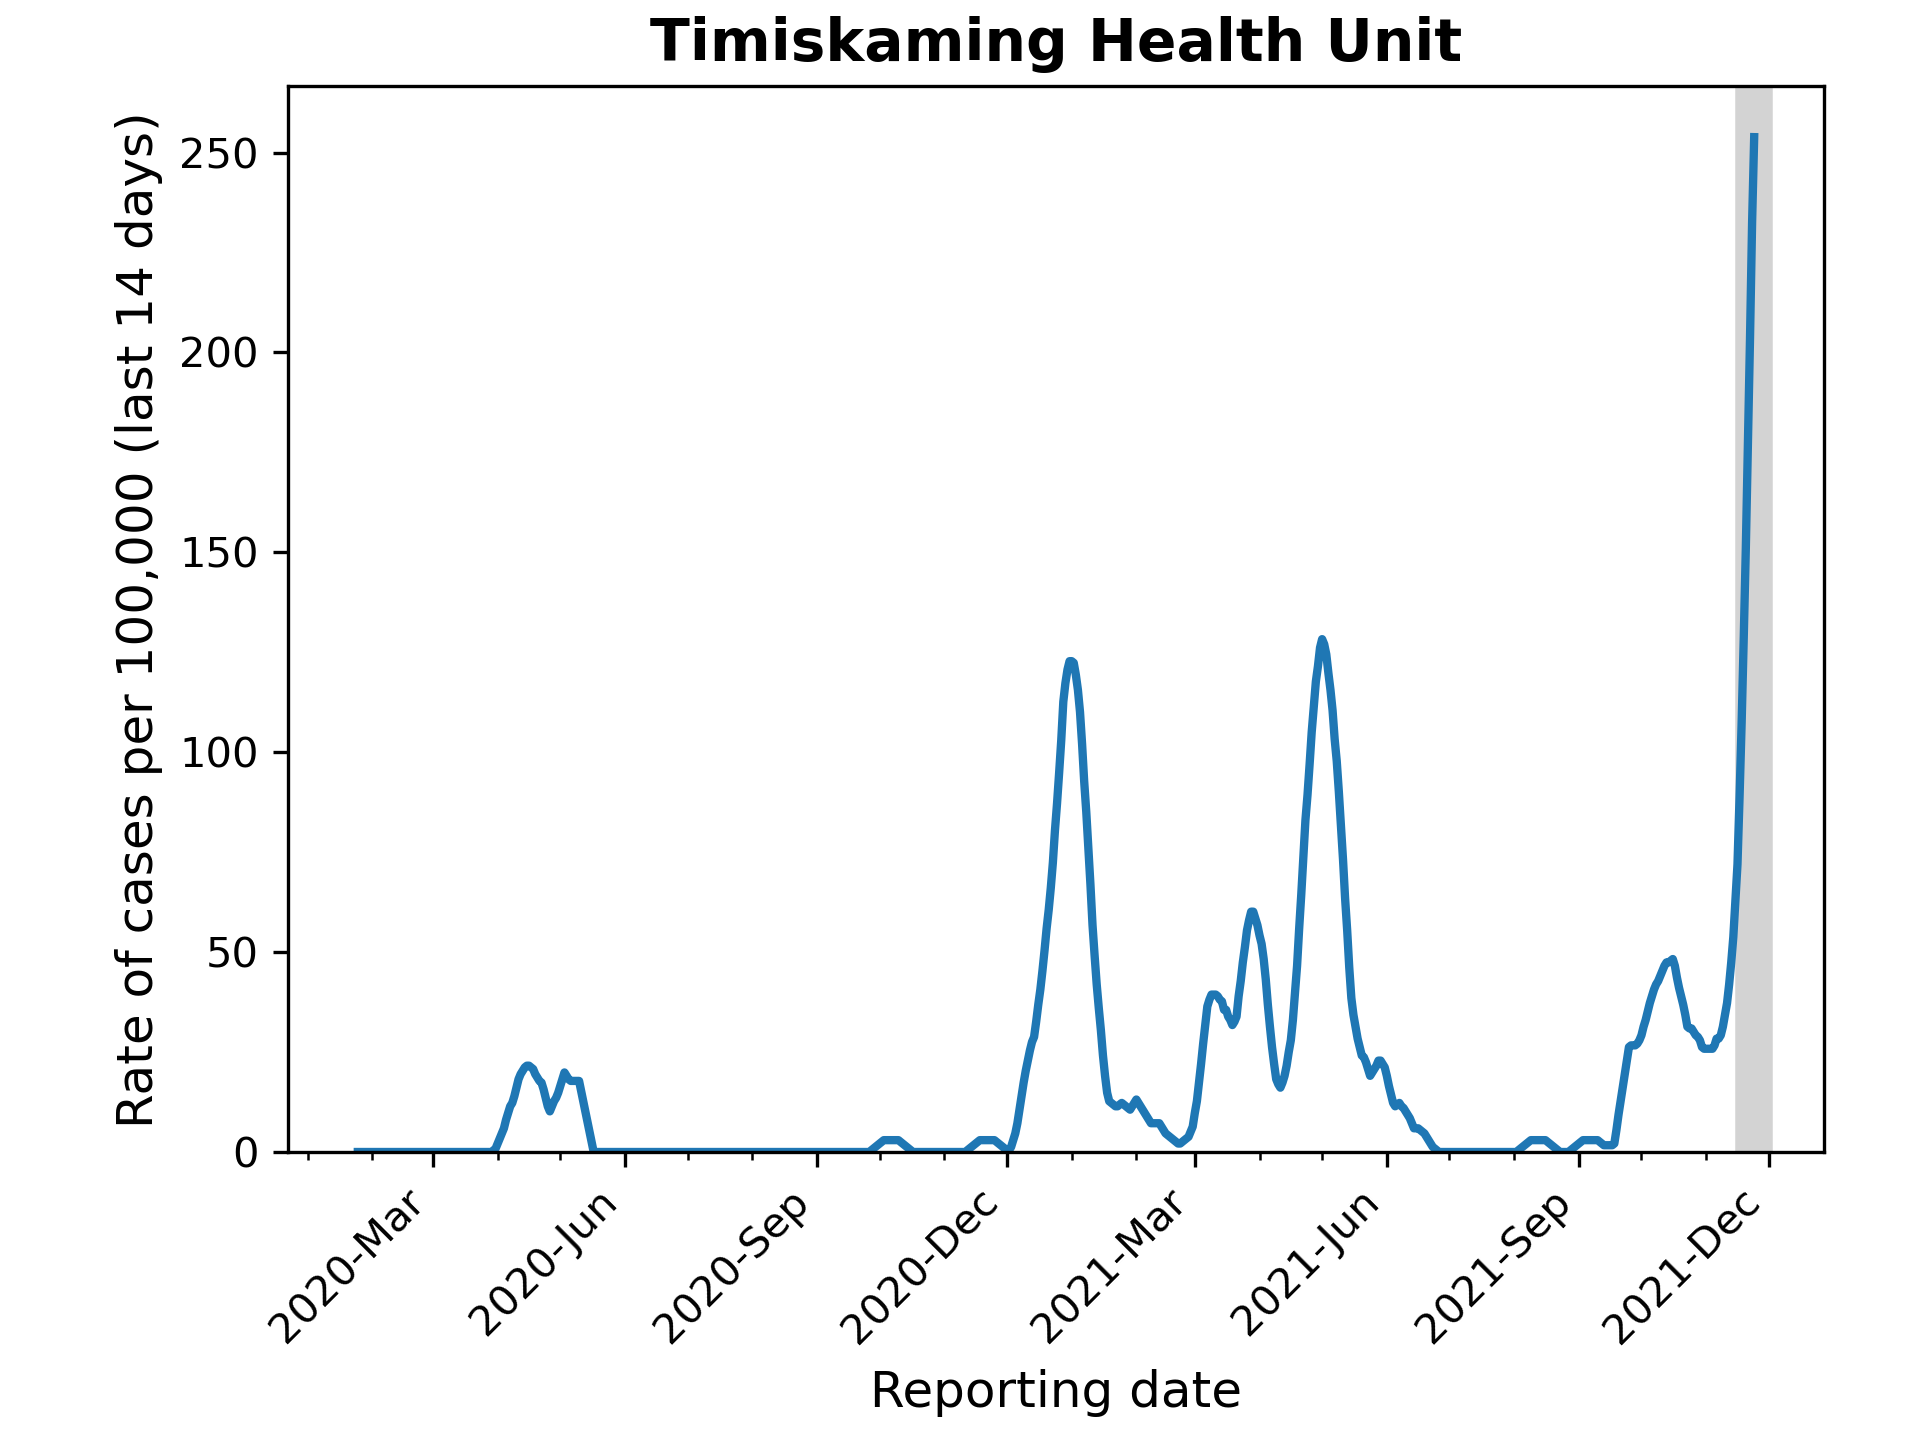 Timiskaming Health Unit
Rate of cases per 100,000 (last 14 days)
250
200
150
100
50
0
2020-Mar
2020-Jun
2020-Sep
2020-Dec
2021-Mar
2021-Jun
2021-Sep
2021-Dec
Reporting date